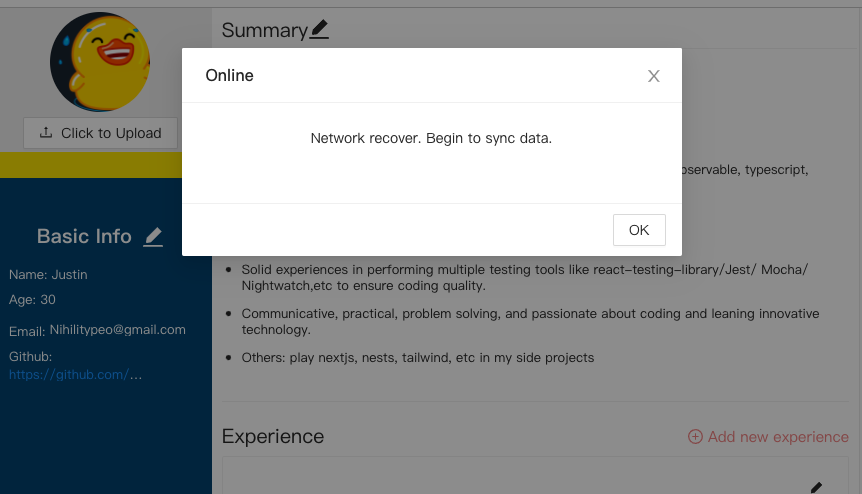 Summary
Online
X
Click to Upload
Network recover. Begin to sync data.
bservable, typescript,
OK
Basic Info
Name: Justin
Age: 30
Email: Nihilitypeo@gmail.com
Github:
https://github.com/...
Solid experiences in performing multiple testing tools like react-testing-library/Jest/ Mocha/
Nightwatch,etc to ensure coding quality.
Communicative, practical, problem solving, and passionate about coding and leaning innovative
technology.
Others: play nextjs, nests, tailwind, etc in my side projects
Experience
Add new experience